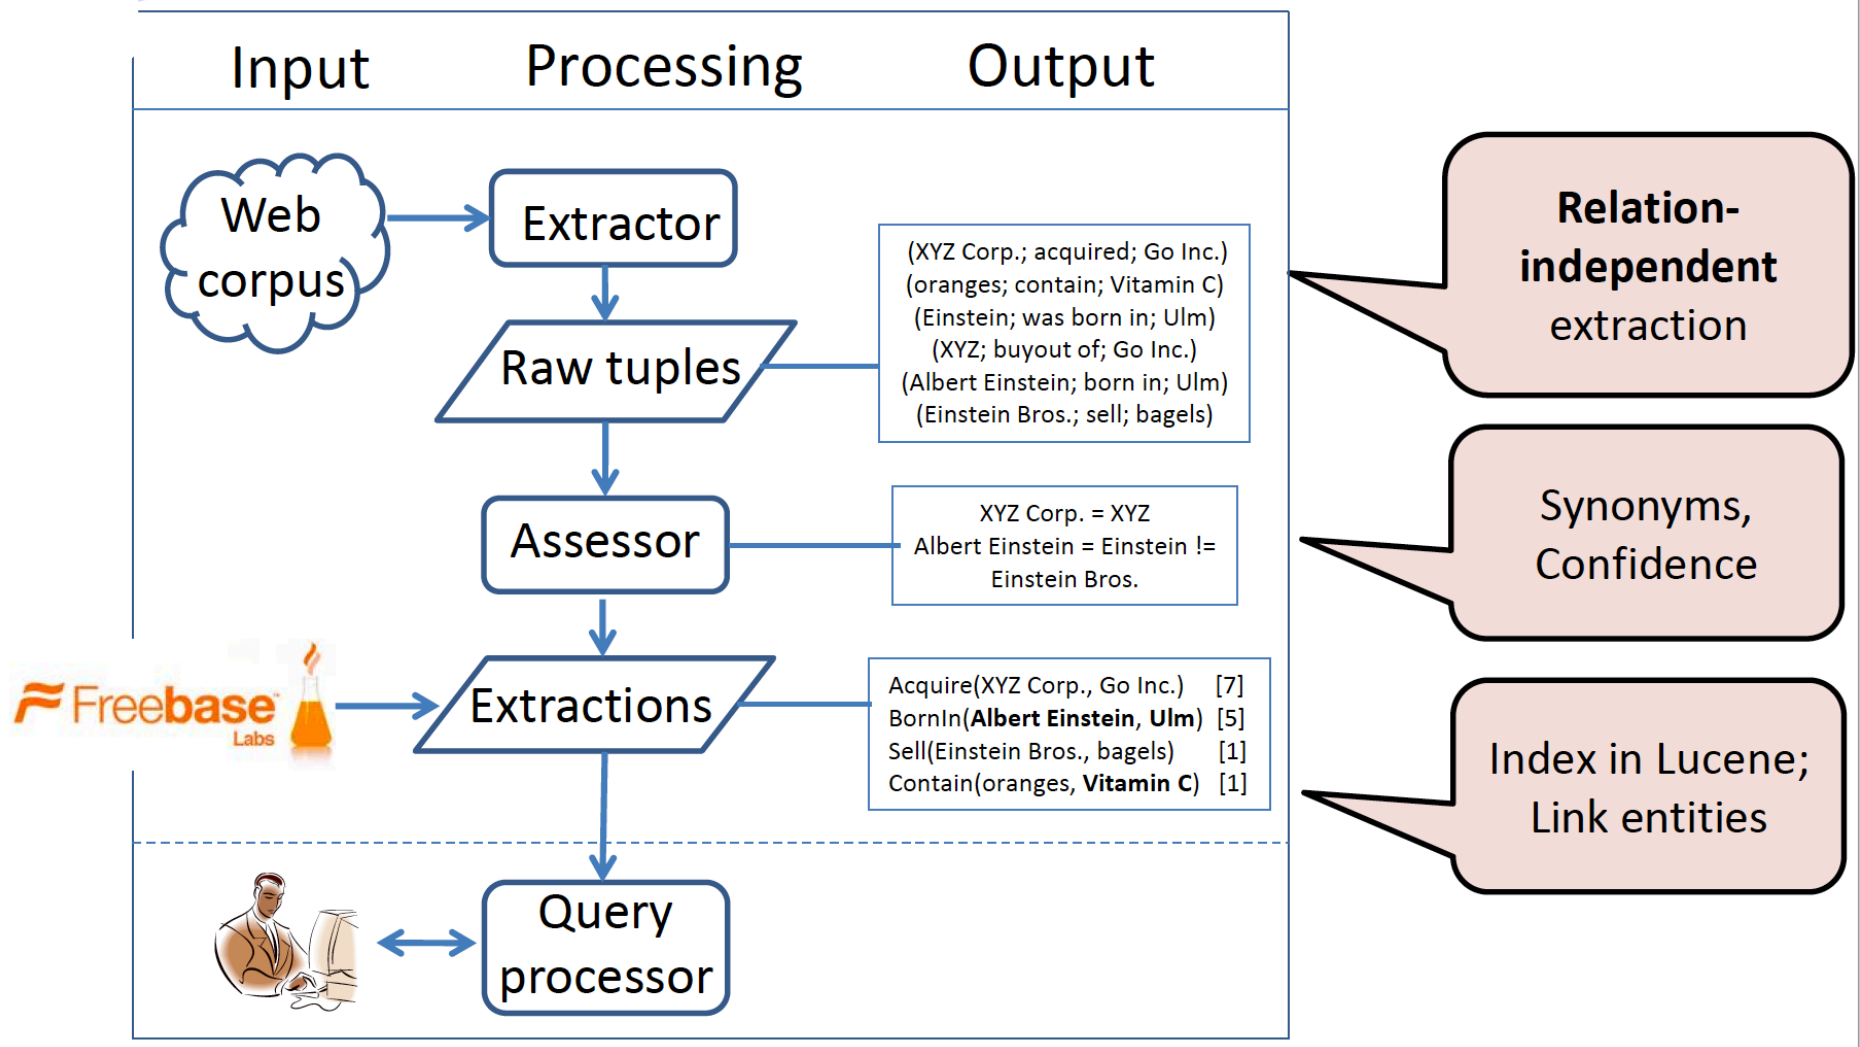 Input Processing Output
Web
corpus
Extractor
Raw tuples
(XYZ Corp.; acquired; Go Inc.)
(oranges; contain; Vitamin C)
(Einstein; was born in; Ulm)
(XYZ; buyout of; Go Inc.)
(Albert Einstein; born in; Ulm)
(Einstein Bros.; sell; bagels)
Relation-
independent
extraction
Assessor
XYZ Corp. = XYZ
Albert Einstein = Einstein !=
Einstein Bros.
Synonyms,
Confidence
Freebase™
Labs
Extractions
Acquire(XYZ Corp., Go Inc.) [7]
BornIn(Albert Einstein, Ulm) [5]
Sell(Einstein Bros., bagels) [1]
Contain(oranges, Vitamin C) [1]
Index in Lucene;
Link entities
Query
processor